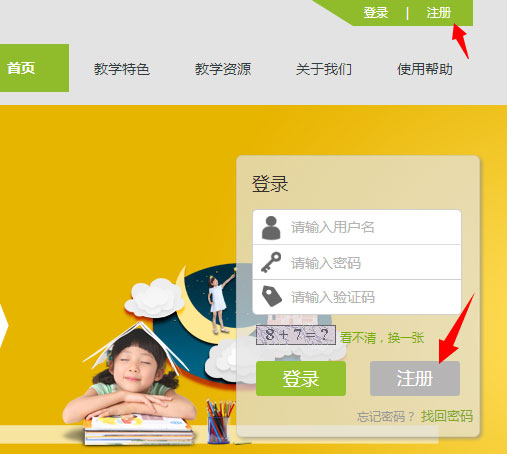 登录 | 注册
首页 教学特色 教学资源 关于我们 使用帮助
登录
请输入用户名
请输入密码
请输入验证码
8+7=? 看不清，换一张
登录 注册
忘记密码？ 找回密码